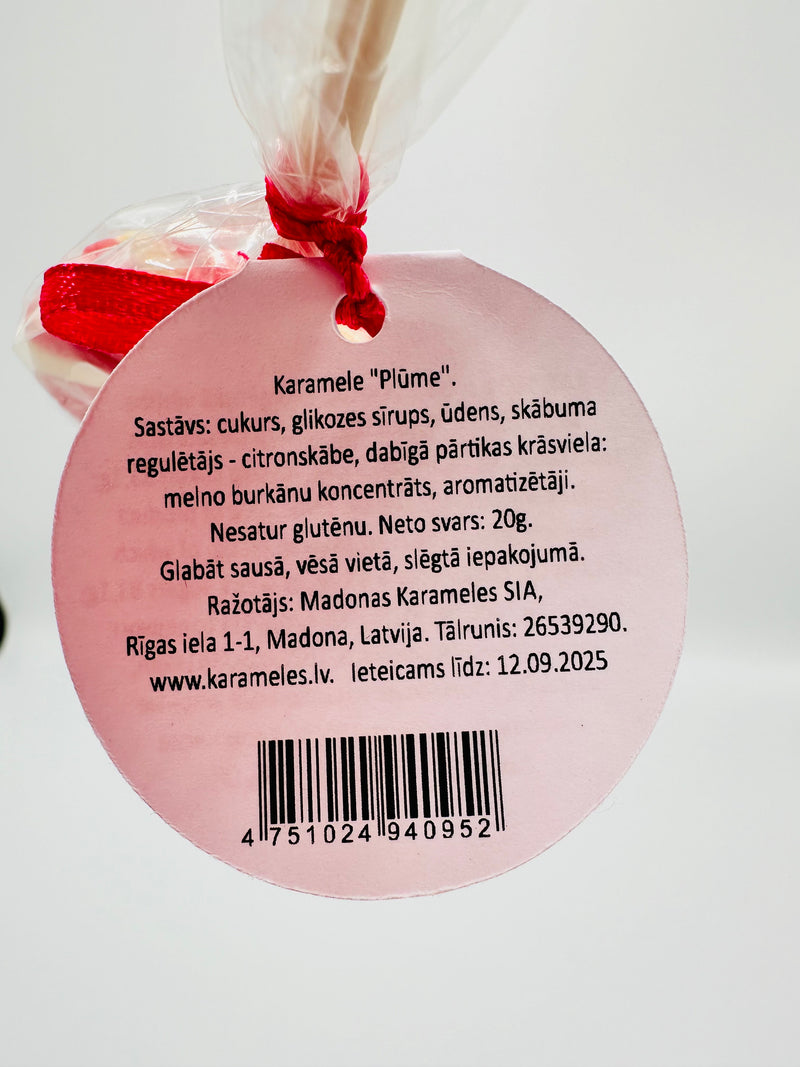 Karamele "Plūme".
Sastāvs: cukurs, glikozes sīrups, ūdens, skābuma
regulētājs - citronskābe, dabīgā pārtikas krāsviela:
melno burkānu koncentrāts, aromatizētāji.
Nesatur glutēnu. Neto svars: 20g.
Glabāt sausā, vēsā vietā, slēgtā iepakojumā.
Ražotājs: Madonas Karameles SIA,
Rīgas iela 1-1, Madona, Latvija. Tālrunis: 26539290.
www.karameles.lv. Ieteicams līdz: 12.09.2025
4 751024 940952